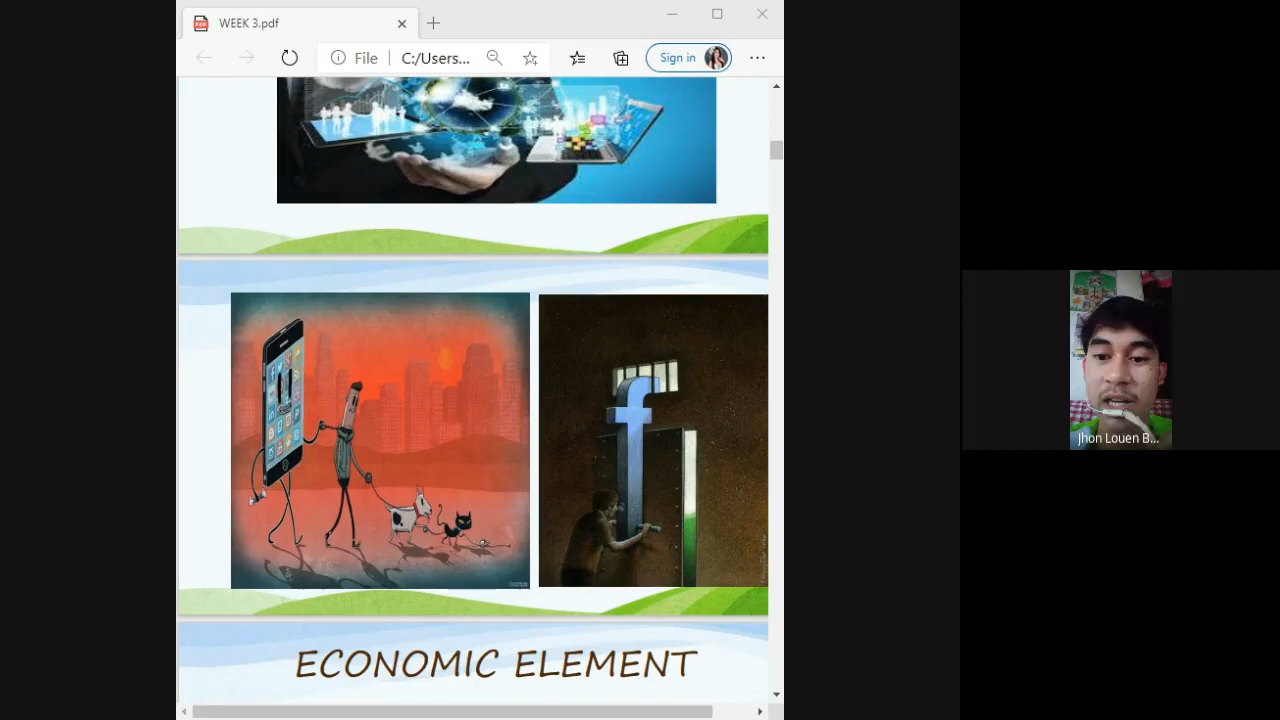 WEEK 3.pdf
File
C:/Users...
Sign in
f
ECONOMIC ELEMENT
Jhon Louen B...